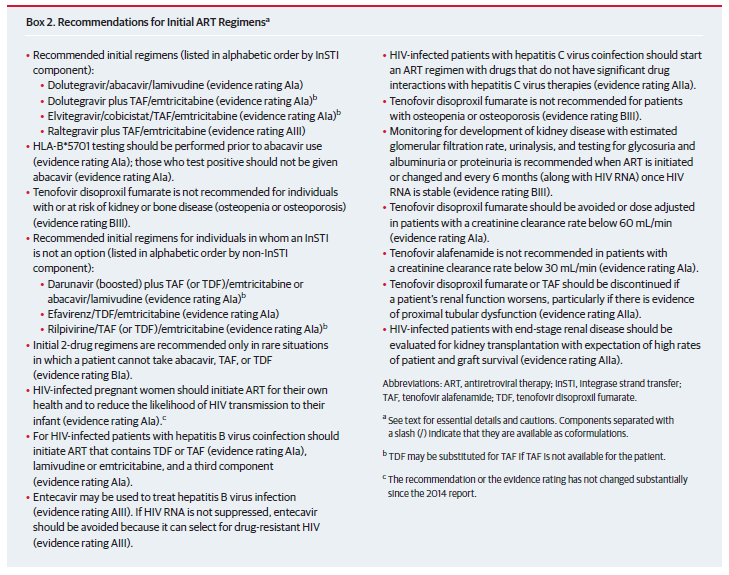 Box 2. Recommendations for Initial ART Regimensa
• Recommended initial regimens (listed in alphabetic order by InSTI
component):
• Dolutegravir/abacavir/lamivudine (evidence rating AIa)
• Dolutegravir plus TAF/emtricitabine (evidence rating AIa)b
• Elvitegravir/cobicistat/TAF/emtricitabine (evidence rating AIa)b
• Raltegravir plus TAF/emtricitabine (evidence rating AIII)
• HLA-B*5701 testing should be performed prior to abacavir use
(evidence rating AIa); those who test positive should not be given
abacavir (evidence rating AIa).
• Tenofovir disoproxil fumarate is not recommended for individuals
with or at risk of kidney or bone disease (osteopenia or osteoporosis)
(evidence rating BIII).
• Recommended initial regimens for individuals in whom an InSTI
is not an option (listed in alphabetic order by non-InSTI
component):
• Darunavir (boosted) plus TAF (or TDF)/emtricitabine or
abacavir/lamivudine (evidence rating AIa)b
• Efavirenz/TDF/emtricitabine (evidence rating AIa)
• Rilpivirine/TAF (or TDF)/emtricitabine (evidence rating AIa)b
• Initial 2-drug regimens are recommended only in rare situations
in which a patient cannot take abacavir, TAF, or TDF
(evidence rating BIa).
• HIV-infected pregnant women should initiate ART for their own
health and to reduce the likelihood of HIV transmission to their
infant (evidence rating AIa).c
• For HIV-infected patients with hepatitis B virus coinfection should
initiate ART that contains TDF or TAF (evidence rating AIa),
lamivudine or emtricitabine, and a third component
(evidence rating AIa).
• Entecavir may be used to treat hepatitis B virus infection
(evidence rating AIII). If HIV RNA is not suppressed, entecavir
should be avoided because it can select for drug-resistant HIV
(evidence rating AIII).
• HIV-infected patients with hepatitis C virus coinfection should start
an ART regimen with drugs that do not have significant drug
interactions with hepatitis C virus therapies (evidence rating AIIa).
• Tenofovir disoproxil fumarate is not recommended for patients
with osteopenia or osteoporosis (evidence rating BIII).
• Monitoring for development of kidney disease with estimated
glomerular filtration rate, urinalysis, and testing for glycosuria and
albuminuria or proteinuria is recommended when ART is initiated
or changed and every 6 months (along with HIV RNA) once HIV
RNA is stable (evidence rating BIII).
• Tenofovir disoproxil fumarate should be avoided or dose adjusted
in patients with a creatinine clearance rate below 60 mL/min
(evidence rating AIa).
• Tenofovir alafenamide is not recommended in patients with
a creatinine clearance rate below 30 mL/min (evidence rating AIa).
• Tenofovir disoproxil fumarate or TAF should be discontinued if
a patient's renal function worsens, particularly if there is evidence
of proximal tubular dysfunction (evidence rating AIIa).
• HIV-infected patients with end-stage renal disease should be
evaluated for kidney transplantation with expectation of high rates
of patient and graft survival (evidence rating AIIa).
Abbreviations: ART, antiretroviral therapy; InSTI, integrase strand transfer;
TAF, tenofovir alafenamide; TDF, tenofovir disoproxil fumarate.
a See text for essential details and cautions. Components separated with
a slash (/) indicate that they are available as coformulations.
b TDF may be substituted for TAF if TAF is not available for the patient.
c The recommendation or the evidence rating has not changed substantially
since the 2014 report.